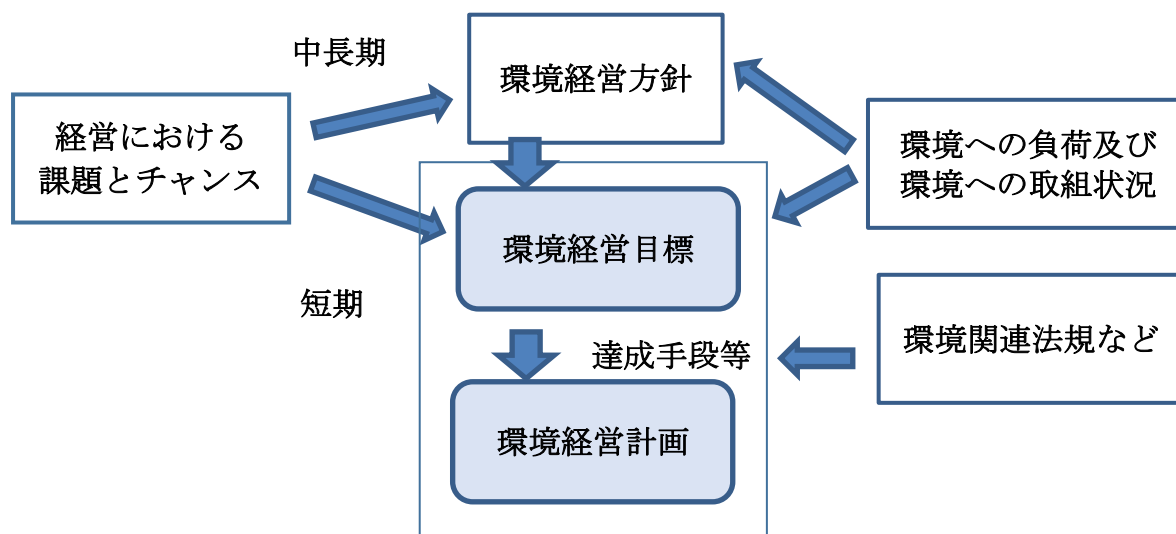 中長期
環境経営方針
経営における
課題とチャンス
環境への負荷及び
環境への取組状況
環境経営目標
短期
環境関連法規など
達成手段等
環境経営計画